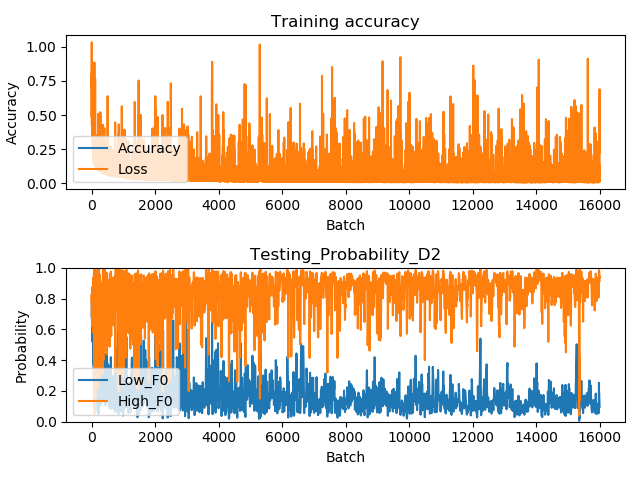 Training accuracy
1.00
0.75
0.50
0.25
0.00
Accuracy
Accuracy
Loss
0 2000 4000 6000 8000 10000 12000 14000 16000
Batch
Testing_Probability_D2
1.0
0.8
0.6
0.4
0.2
0.0
Probability
Low_F0
High_F0
0 2000 4000 6000 8000 10000 12000 14000 16000
Batch